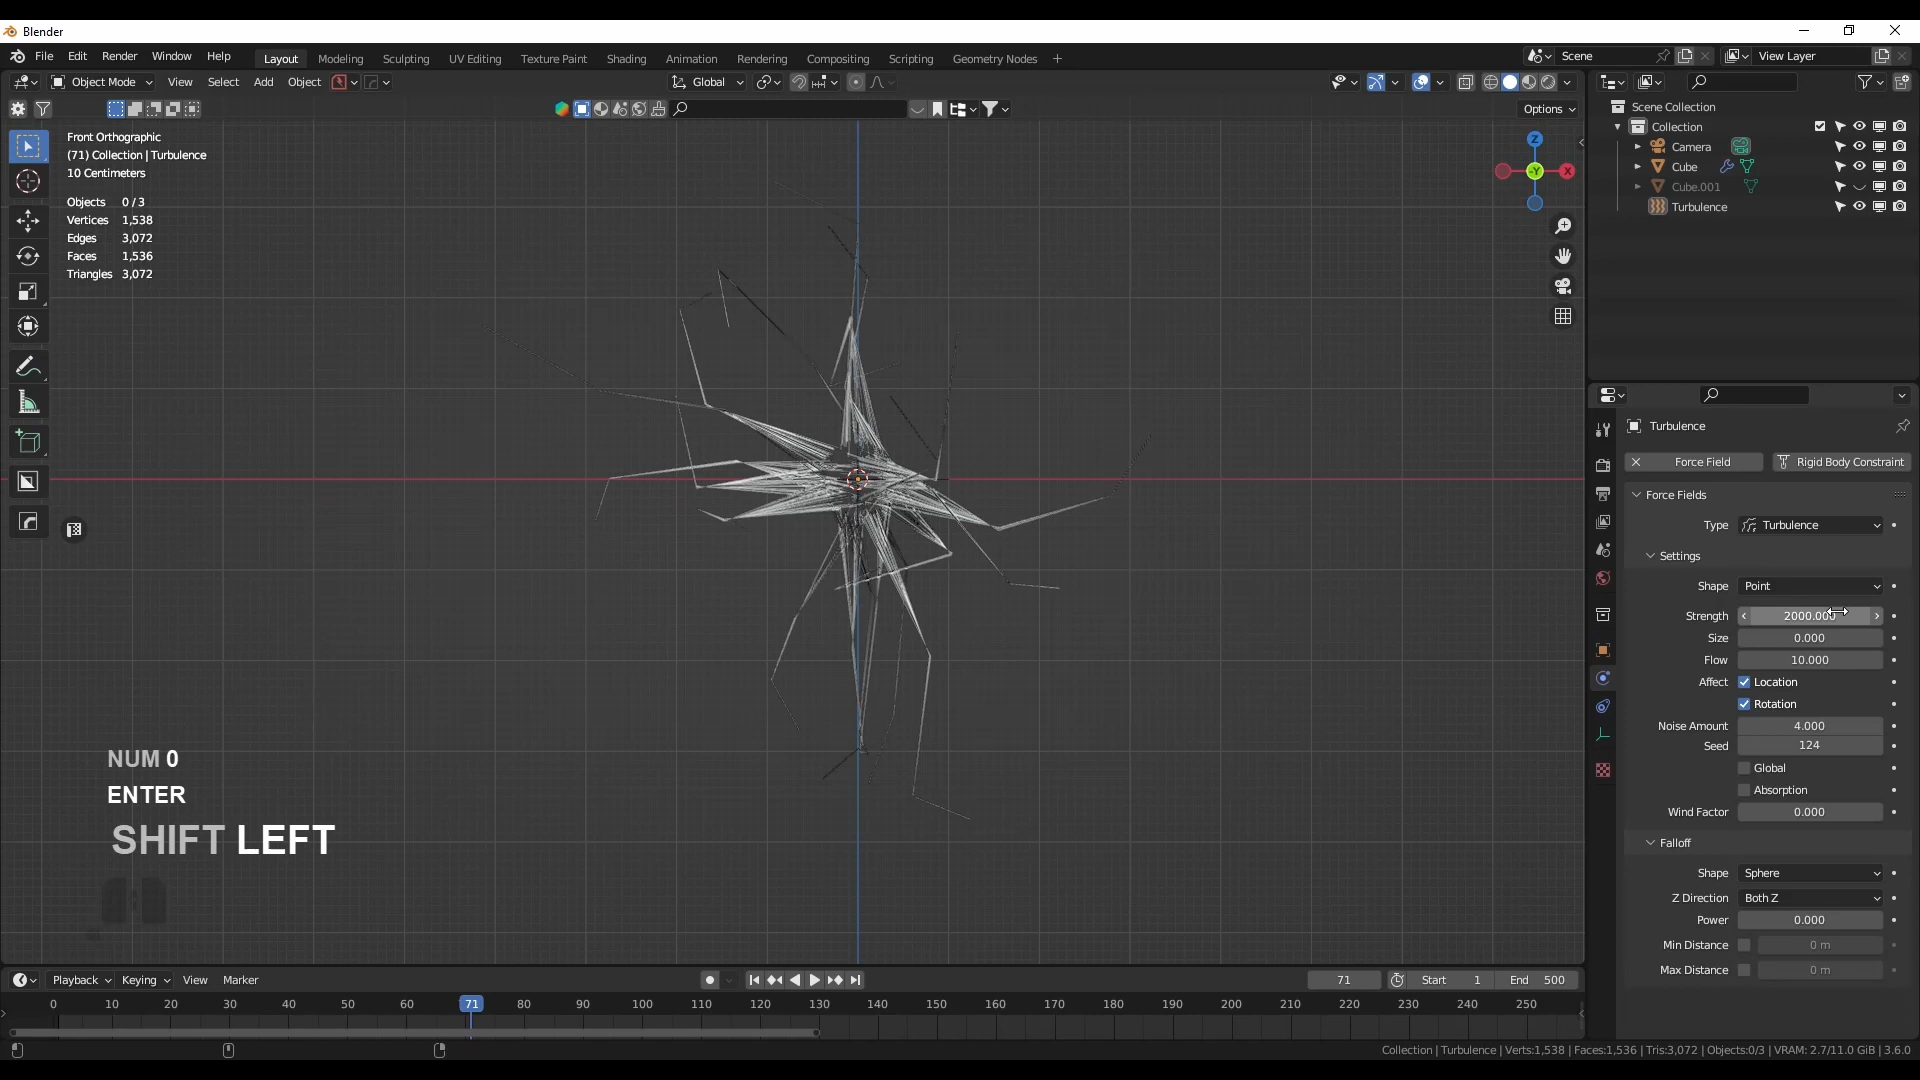 Blender
File Edit Render Window Help Layout Modeling Sculpting UV Editing Texture Paint Shading Animation Rendering Compositing Scripting Geometry Nodes + Scene View Layer
Object Mode View Select Add Object Global
Options
Front Orthographic
(71) Collection | Turbulence
10 Centimeters
Objects 0 / 3
Vertices 1,538
Edges 3,072
Faces 1,536
Triangles 3,072
Z
Y X
Scene Collection
Collection
Camera
Cube
Cube.001
Turbulence
Turbulence
Force Field Rigid Body Constraint
Force Fields
Type Turbulence
Settings
Shape Point
Strength 2000.000
Size 0.000
Flow 10.000
Affect Location
Rotation
Noise Amount 4.000
Seed 124
Global
Absorption
Wind Factor 0.000
Falloff
Shape Sphere
Z Direction Both Z
Power 0.000
Min Distance 0 m
Max Distance 0 m
NUM 0
ENTER
SHIFT LEFT
Playback Keying View Marker 71 Start 1 End 500
0 10 20 30 40 50 60 71 80 90 100 110 120 130 140 150 160 170 180 190 200 210 220 230 240 250
Collection | Turbulence | Verts:1,538 | Faces:1,536 | Tris:3,072 | Objects:0/3 | VRAM: 2.7/11.0 GiB | 3.6.0